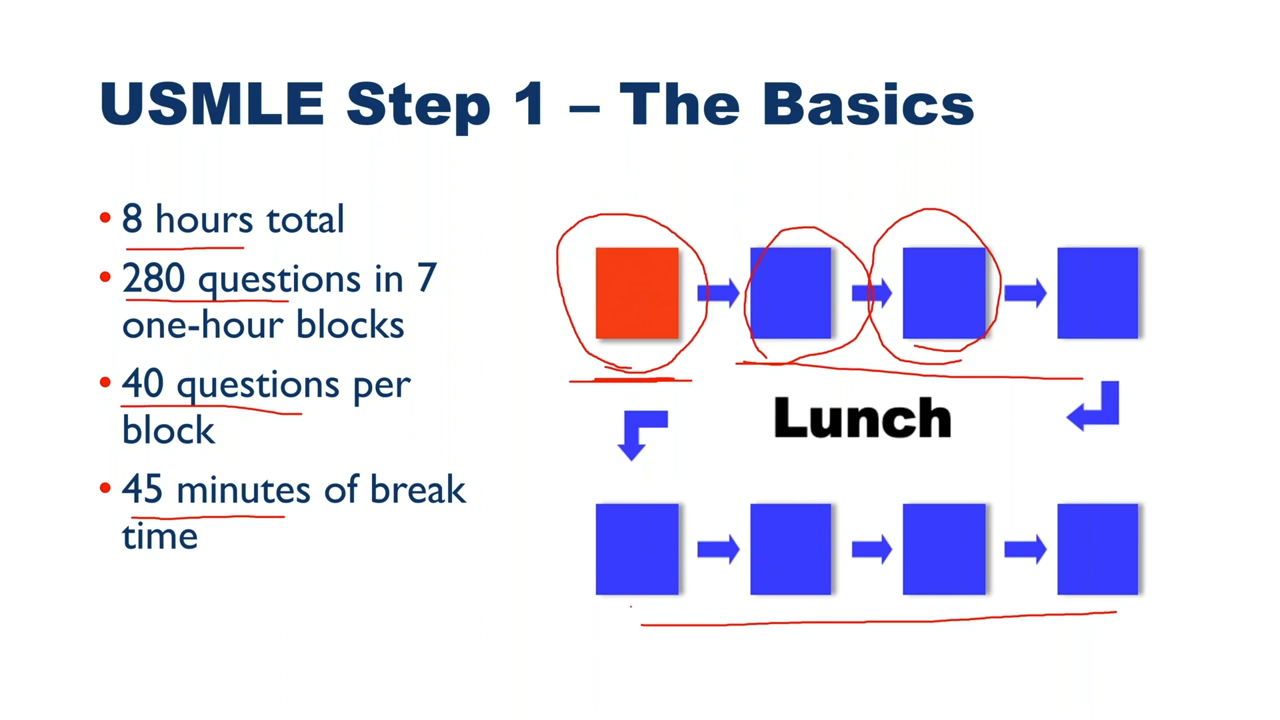 USMLE Step 1 – The Basics
• 8 hours total
• 280 questions in 7
one-hour blocks
• 40 questions per
block
• 45 minutes of break
time
Lunch